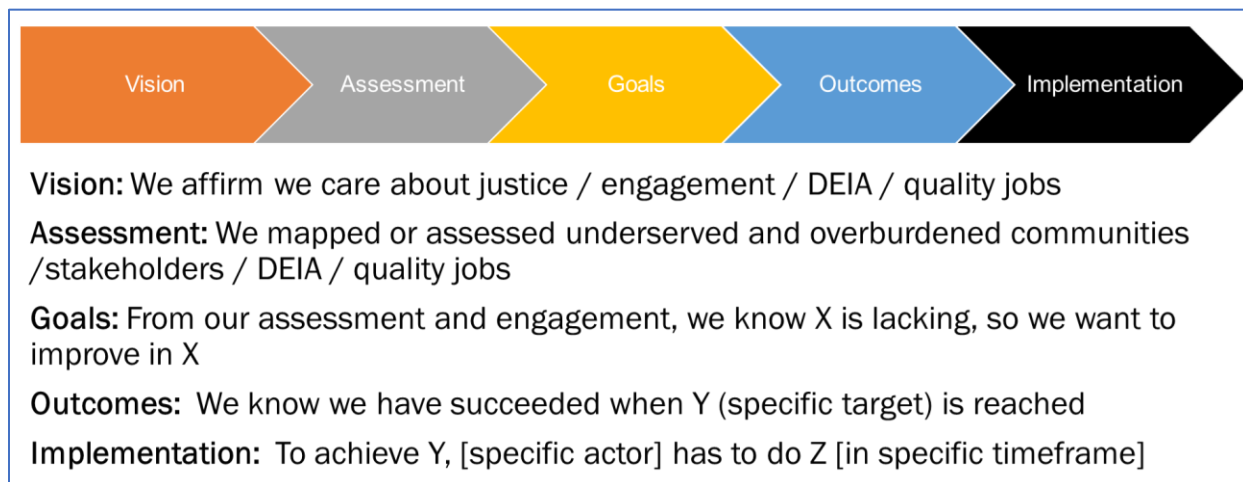 Vision
Assessment
Goals
Outcomes
Implementation
Vision: We affirm we care about justice / engagement / DEIA / quality jobs
Assessment: We mapped or assessed underserved and overburdened communities
/stakeholders / DEIA / quality jobs
Goals: From our assessment and engagement, we know X is lacking, so we want to
improve in X
Outcomes:  We know we have succeeded when Y (specific target) is reached
Implementation:  To achieve Y, [specific actor] has to do Z [in specific timeframe]